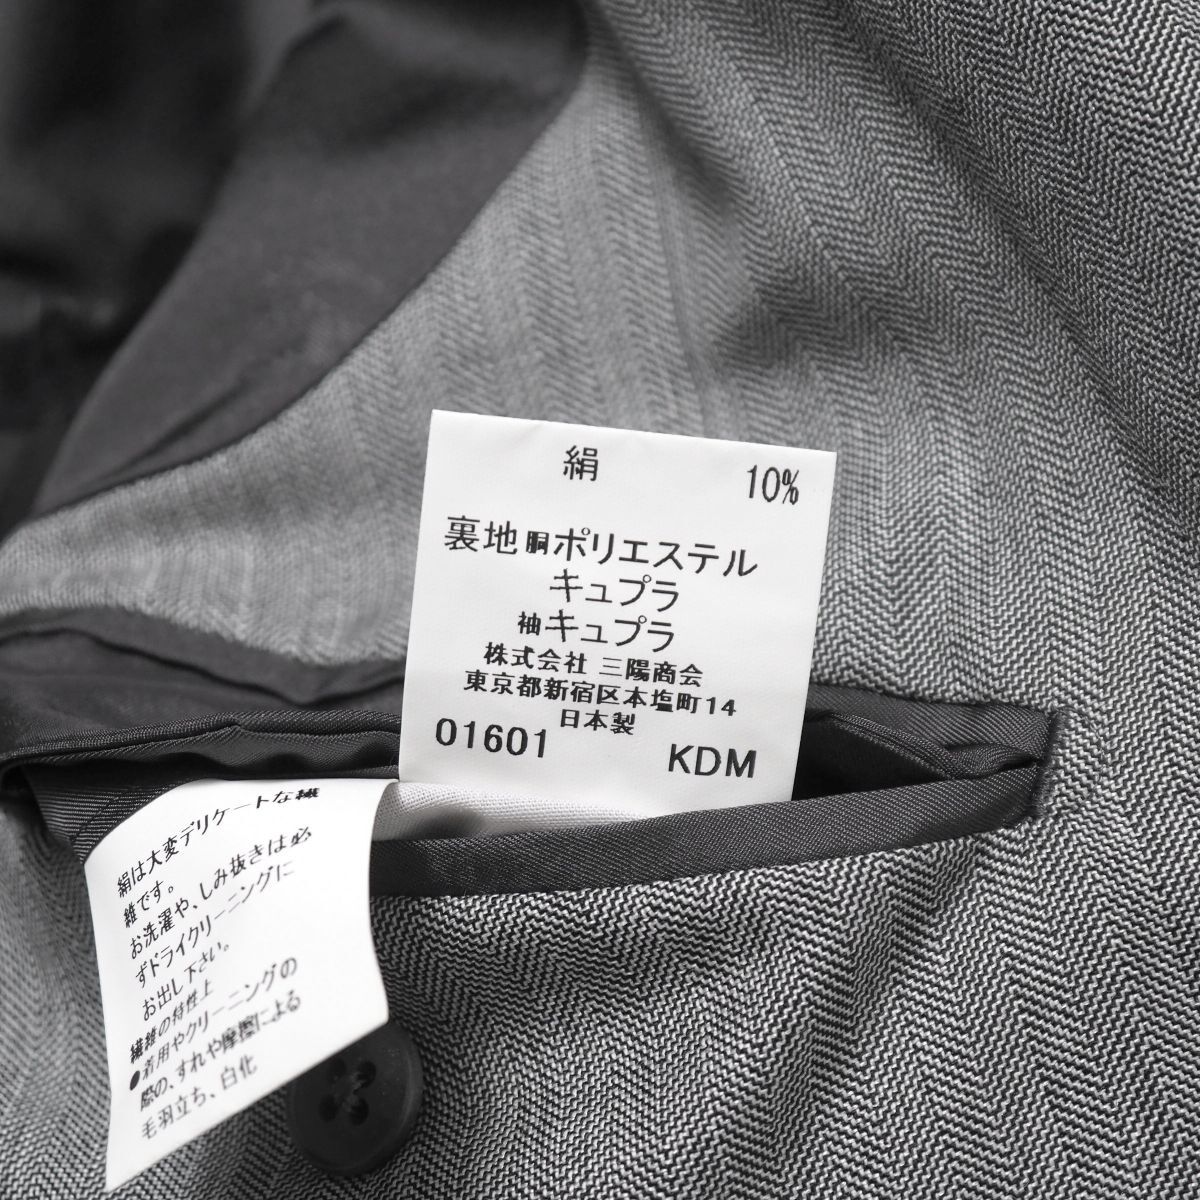 絹 10%
裏地 胴ポリエステル
キュプラ
袖キュプラ
株式会社 三陽商会
東京都新宿区本塩町14
日本製
01601 KDM
絹は大変デリケートな繊
維です。
お洗濯や、しみ抜きは必
ずドライクリーニングに
お出し下さい。
繊維の特性上
●着用やクリーニングの
際の、すれや摩擦による
毛羽立ち、白化